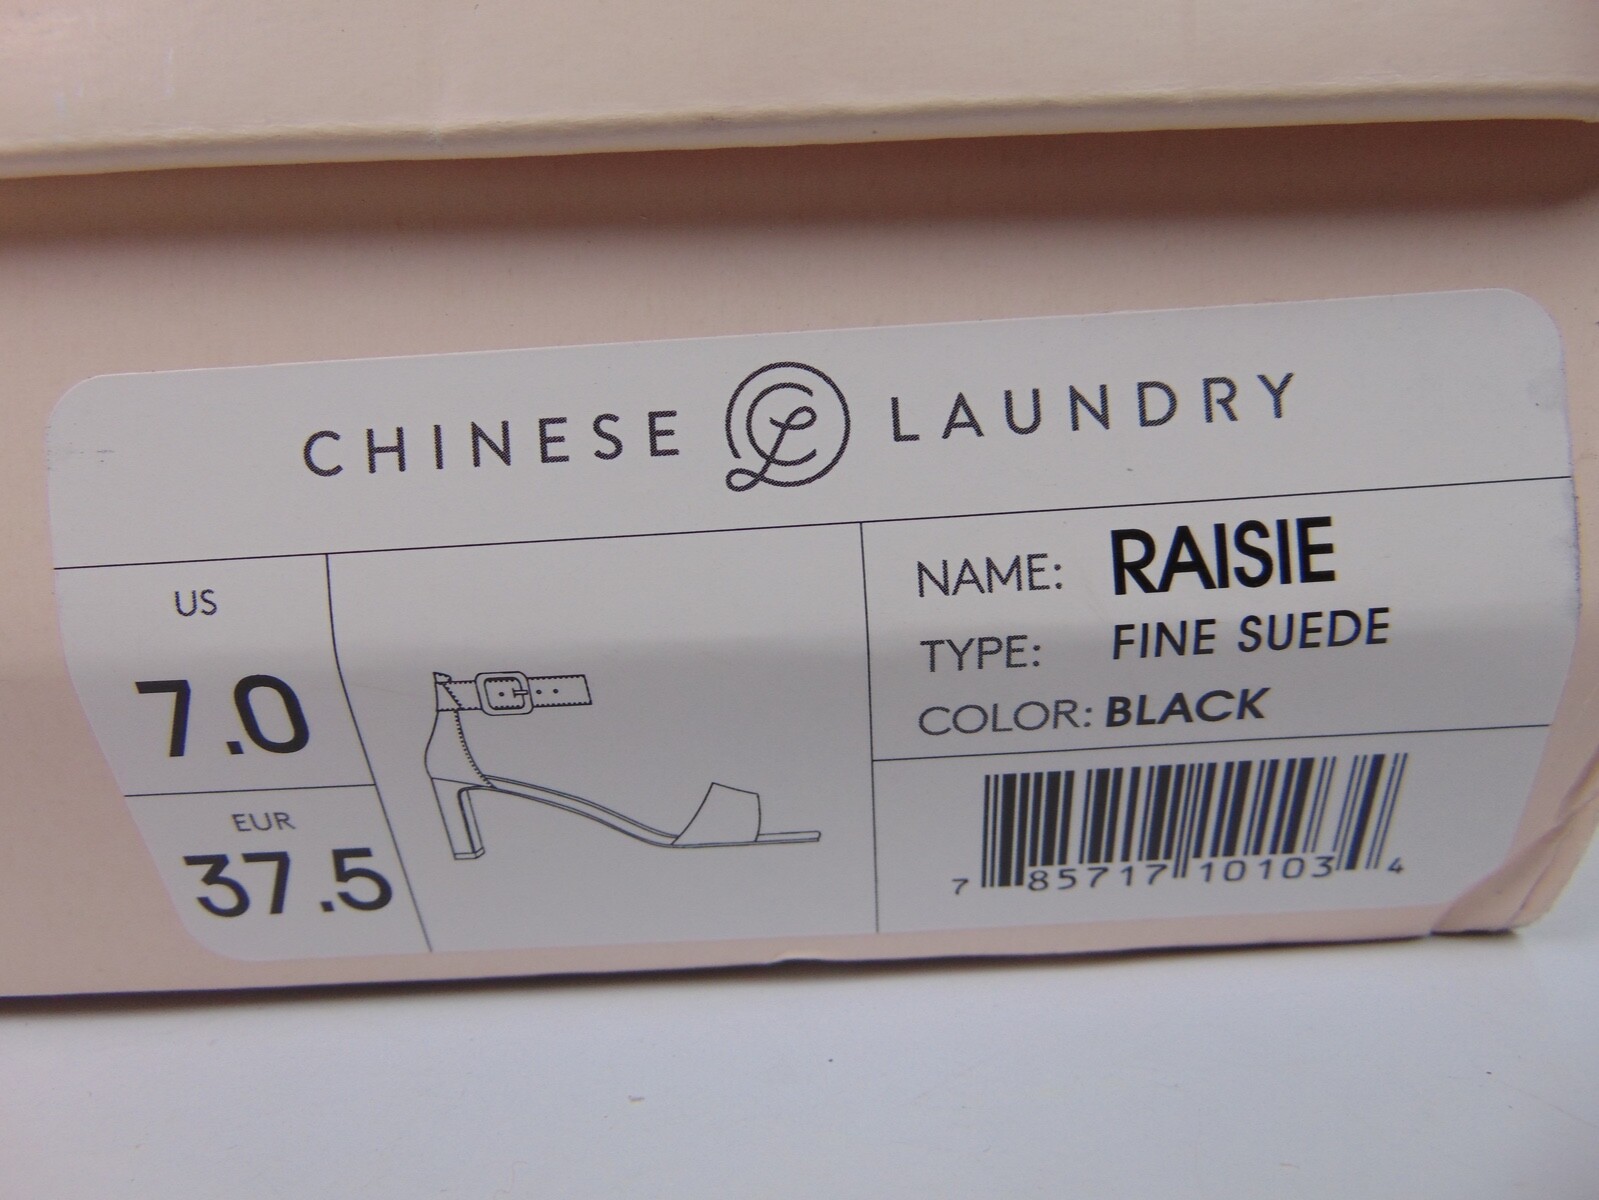 CHINESE LAUNDRY
US
7.0
EUR
37.5
NAME: RAISIE
TYPE: FINE SUEDE
COLOR: BLACK
7 85717 10103 4